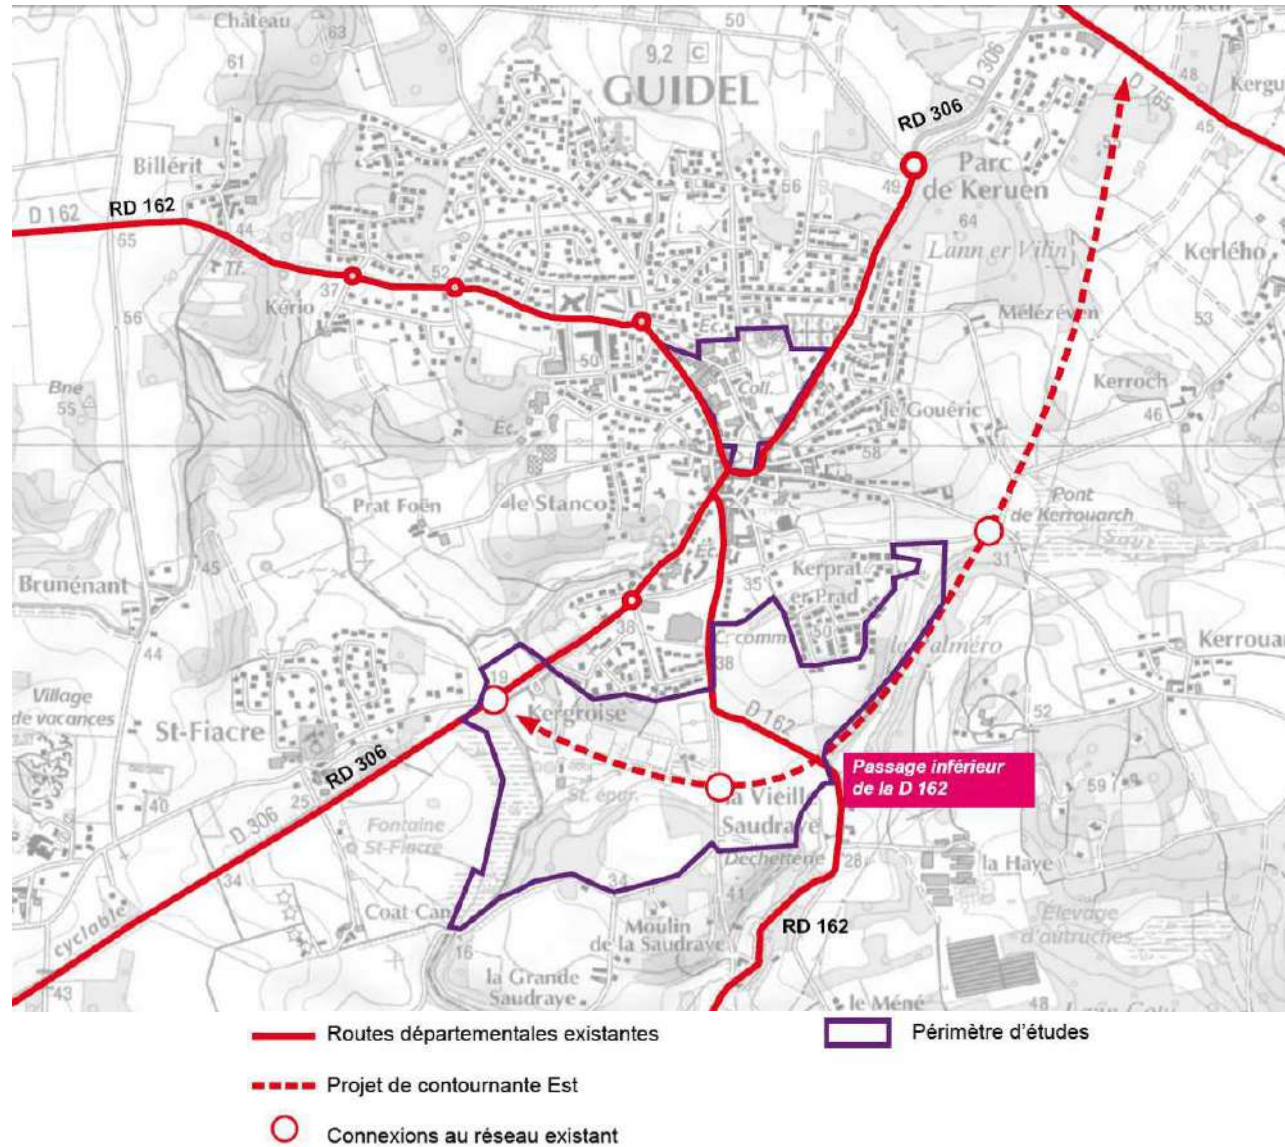 Château
63
61
50
9,2 C
GUIDEL
D 306
RD 306
D 765
48
45
Billérit
D 162
RD 162
55
44
Tf.
37
52
Kério
56
56
49
Parc
de Keruen
64
Lann er Vilin
Kerlého
Mélézéven
53
Ec.
50
Coll.
Bne
55
Ec.
le Gouéric
Kerroch
46
58
Prat Foën
le Stanco
Pont
de Kerrouarch
31
45
Brunénant
Ec.
35
Kerprat
er Prad
50
38
C. comm.
38
44
19
Village
de vacances
St-Fiacre
Kergroise
D 162
52
RD 306
Passage inférieur
de la D 162
St. épur.
la Vieille
Saudraye
59
40
25
D 306
Fontaine
St-Fiacre
Déchetterie
28
la Haye
34
34
41
cyclable
Coat Can
16
Moulin
de la Saudraye
RD 162
Elevage
d'autruches
43
la Grande
Saudraye
le Méné
48
Routes départementales existantes
Périmètre d'études
Projet de contournante Est
Connexions au réseau existant